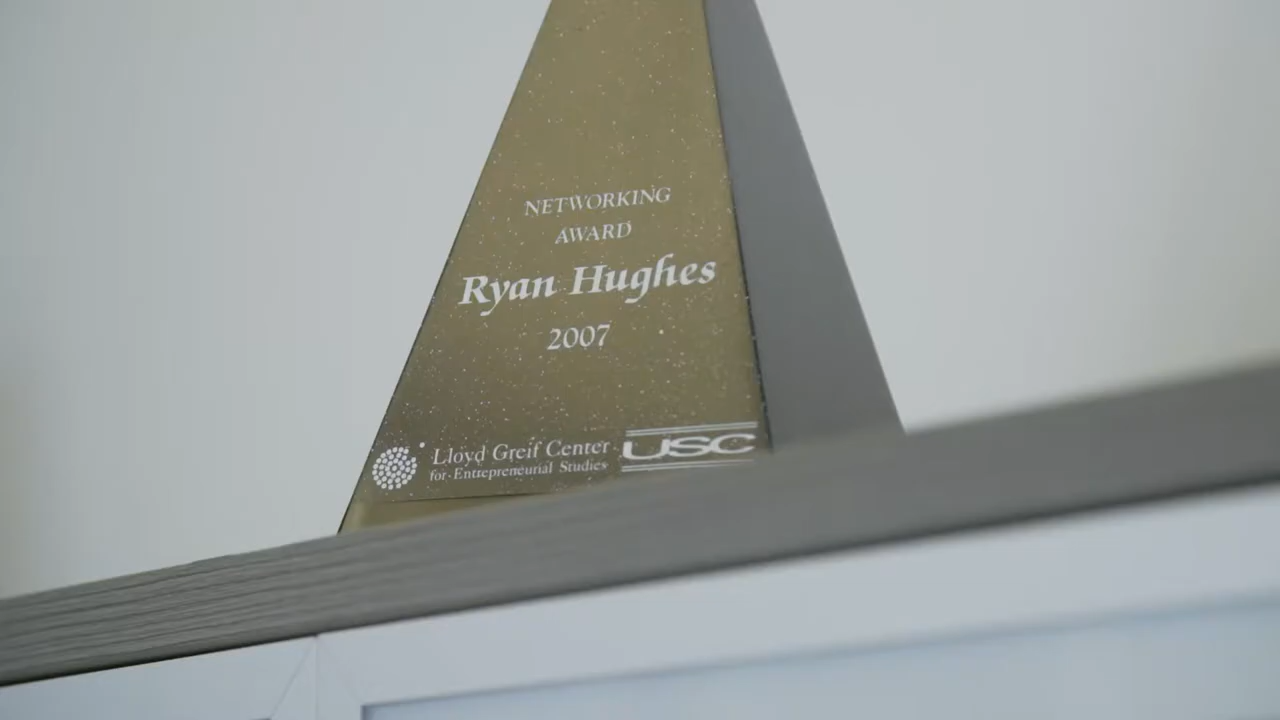 NETWORKING
AWARD
Ryan Hughes
2007
Lloyd Greif Center
for Entrepreneurial Studies
USC